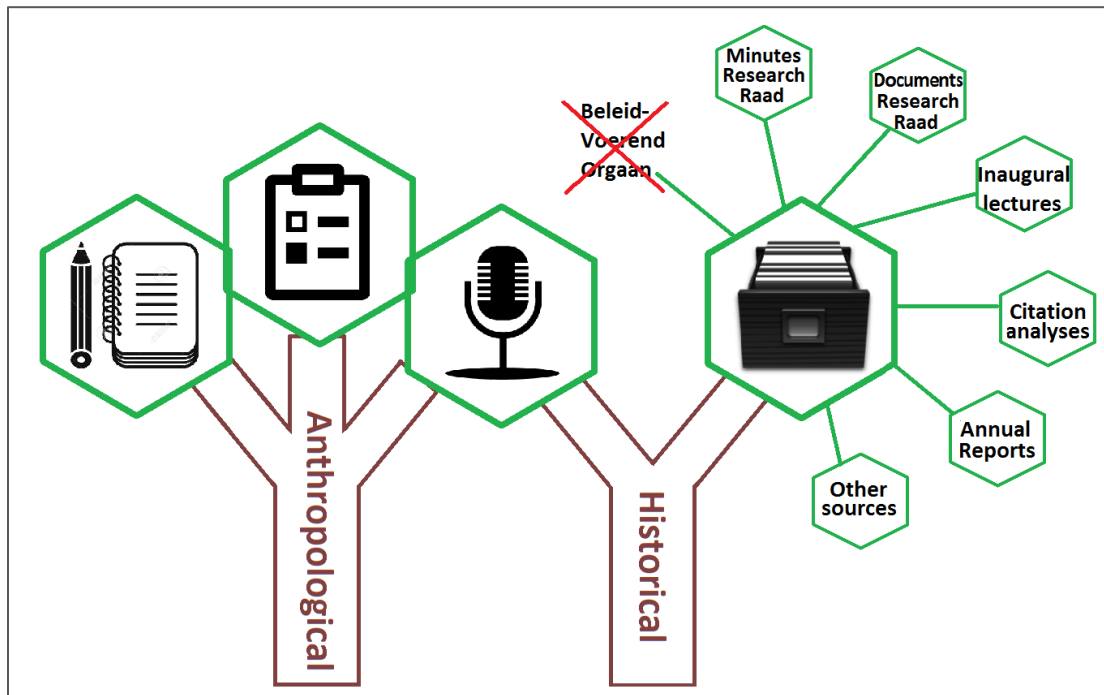 Minutes
Research
Raad
Documents
Research
Raad
Beleid-
Voerend
Orgaan
Inaugural
lectures
Citation
analyses
Annual
Reports
Other
sources
Anthropological
Historical